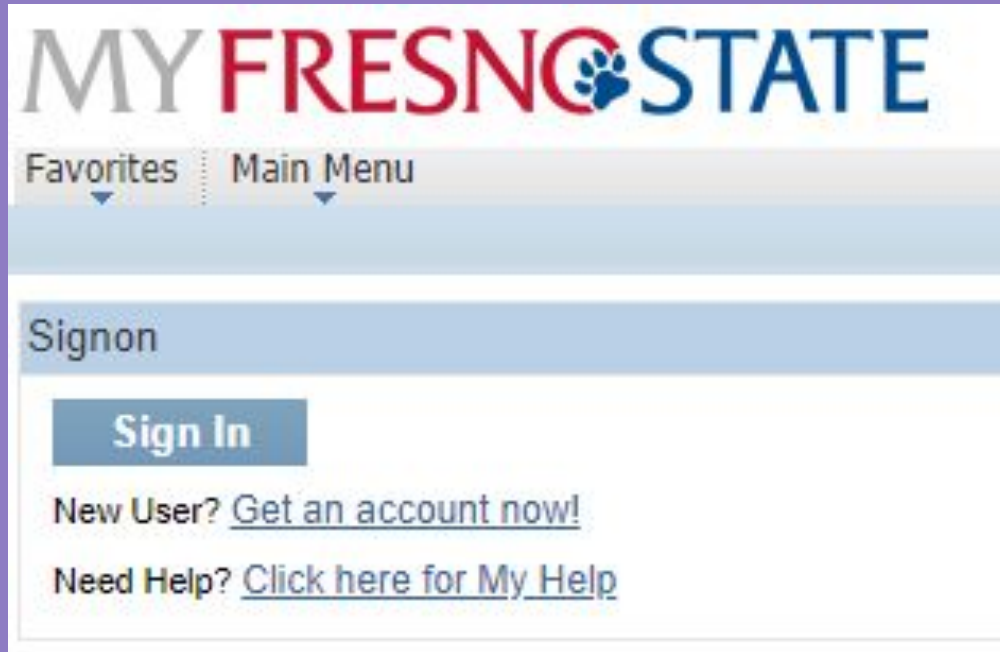 MY FRESNO STATE
Favorites Main Menu
Signon
Sign In
New User? Get an account now!
Need Help? Click here for My Help